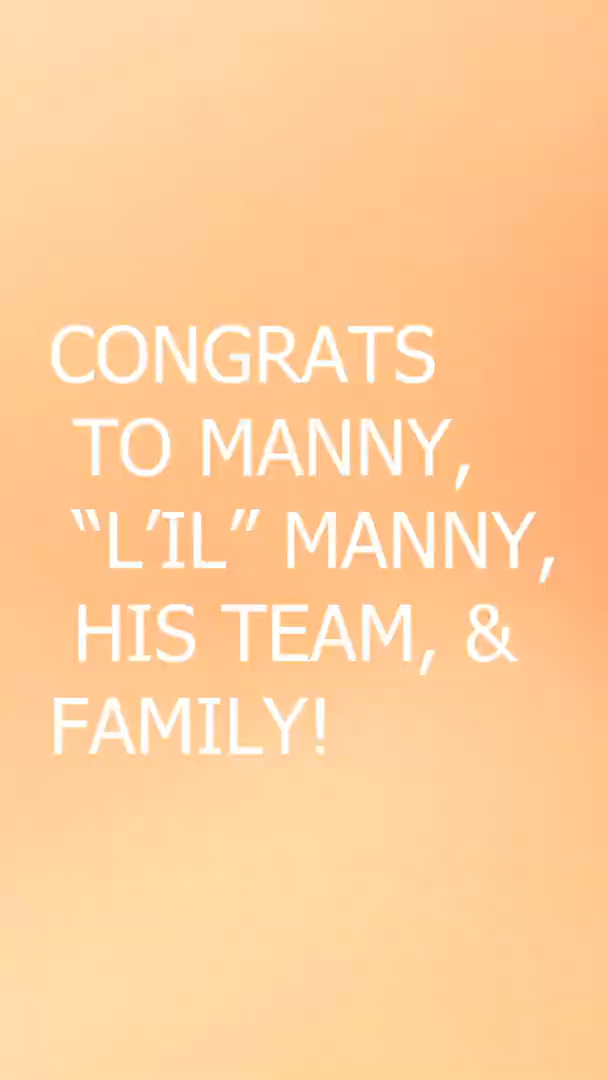 CONGRATS
TO MANNY,
“L’IL” MANNY,
HIS TEAM, &
FAMILY!